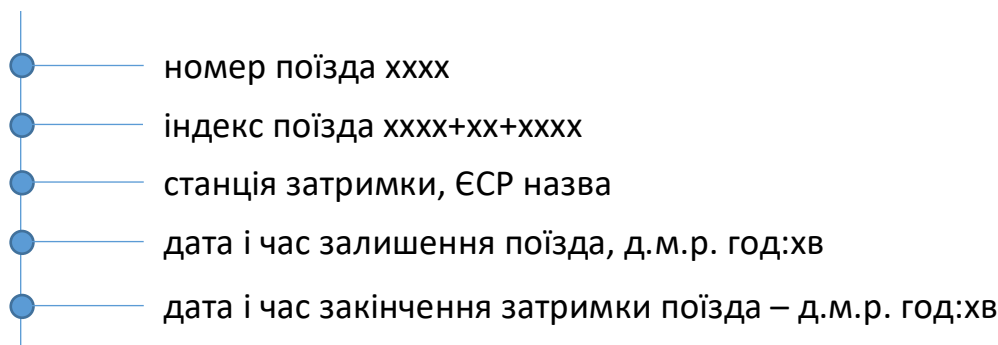 номер поїзда хххх
індекс поїзда хххх+хх+хххх
станція затримки, ЄСР назва
дата і час залишення поїзда, д.м.р. год:хв
дата і час закінчення затримки поїзда – д.м.р. год:хв